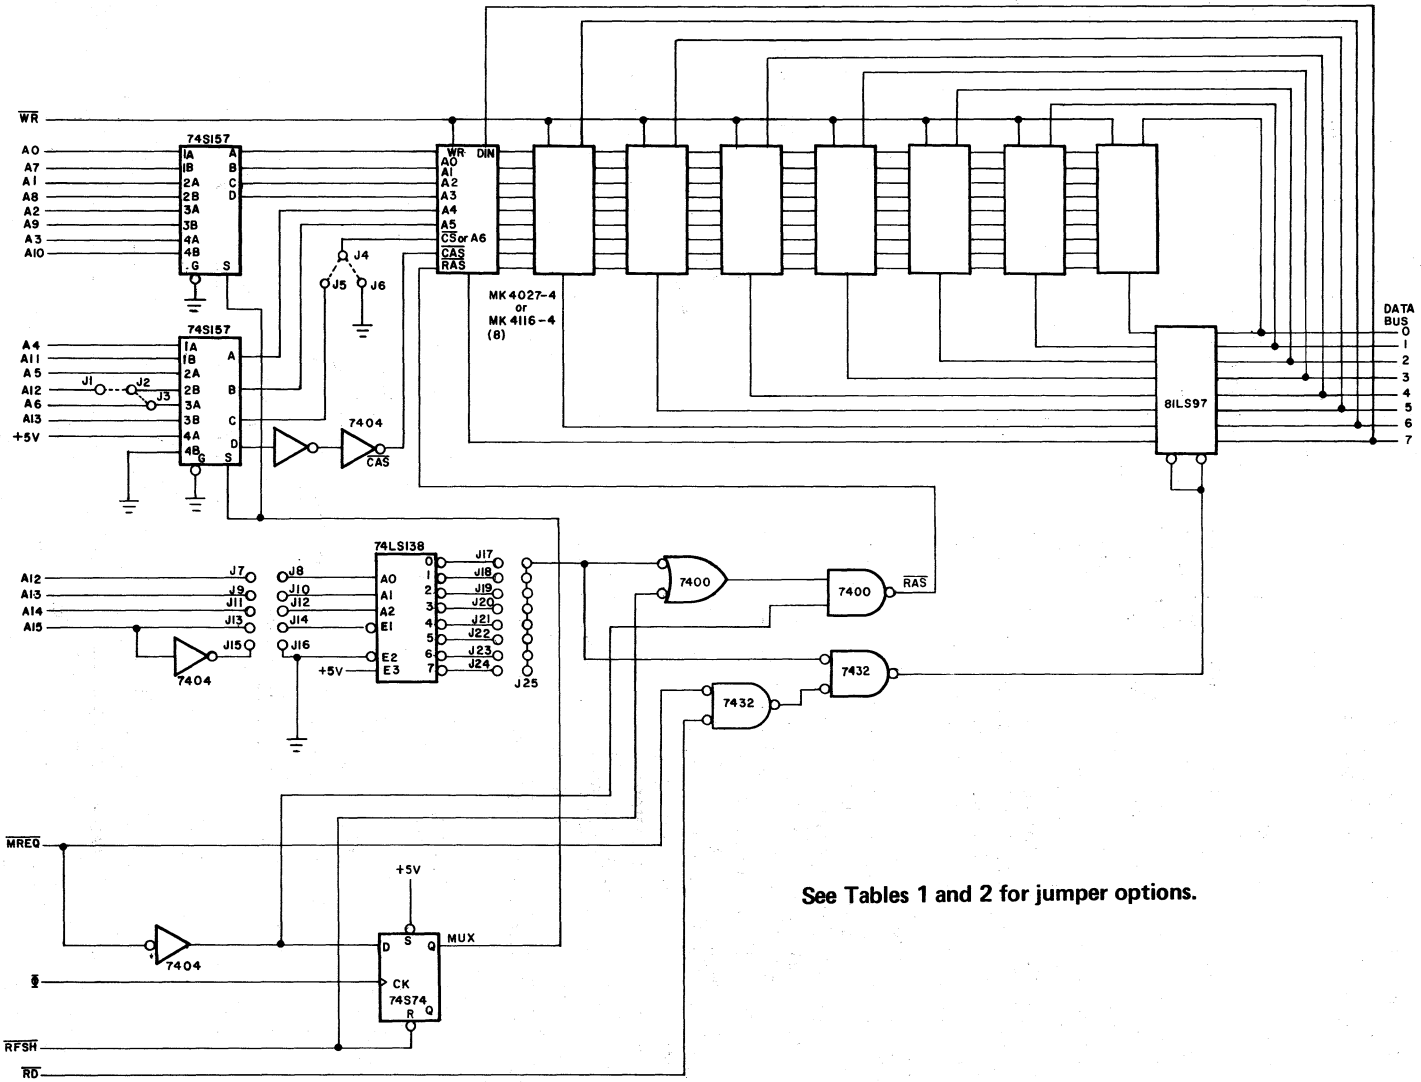 WR
74S157
A0 1A A
A7 1B B
A1 2A C
A8 2B D
A2 3A
A9 3B
A3 4A
A10 4B
G S
WR DIN
A0
A1
A2
A3
A4
A5
CS or A6
CAS
RAS
J4
J5 J6
MK4027-4
or
MK4116-4
(8)
74S157
A4 1A A
A11 1B
A5 2A
A12 J1 J2 2B B
A6 J3 3A
A13 3B C
+5V 4A
4B D
G S
7404
CAS
81LS97
DATA
BUS
0
1
2
3
4
5
6
7
74LS138
A12 J7 J8 A0
A13 J9 J10 A1
A14 J11 J12 A2
A15 J13 J14 E1
J15 J16 E2
7404
+5V E3
0 J17
1 J18
2 J19
3 J20
4 J21
5 J22
6 J23
7 J24
J25
7400
7400
RAS
7432
7432
MREQ
+5V
See Tables 1 and 2 for jumper options.
7404
D S Q MUX
Φ CK
74S74
R Q
RFSH
RD